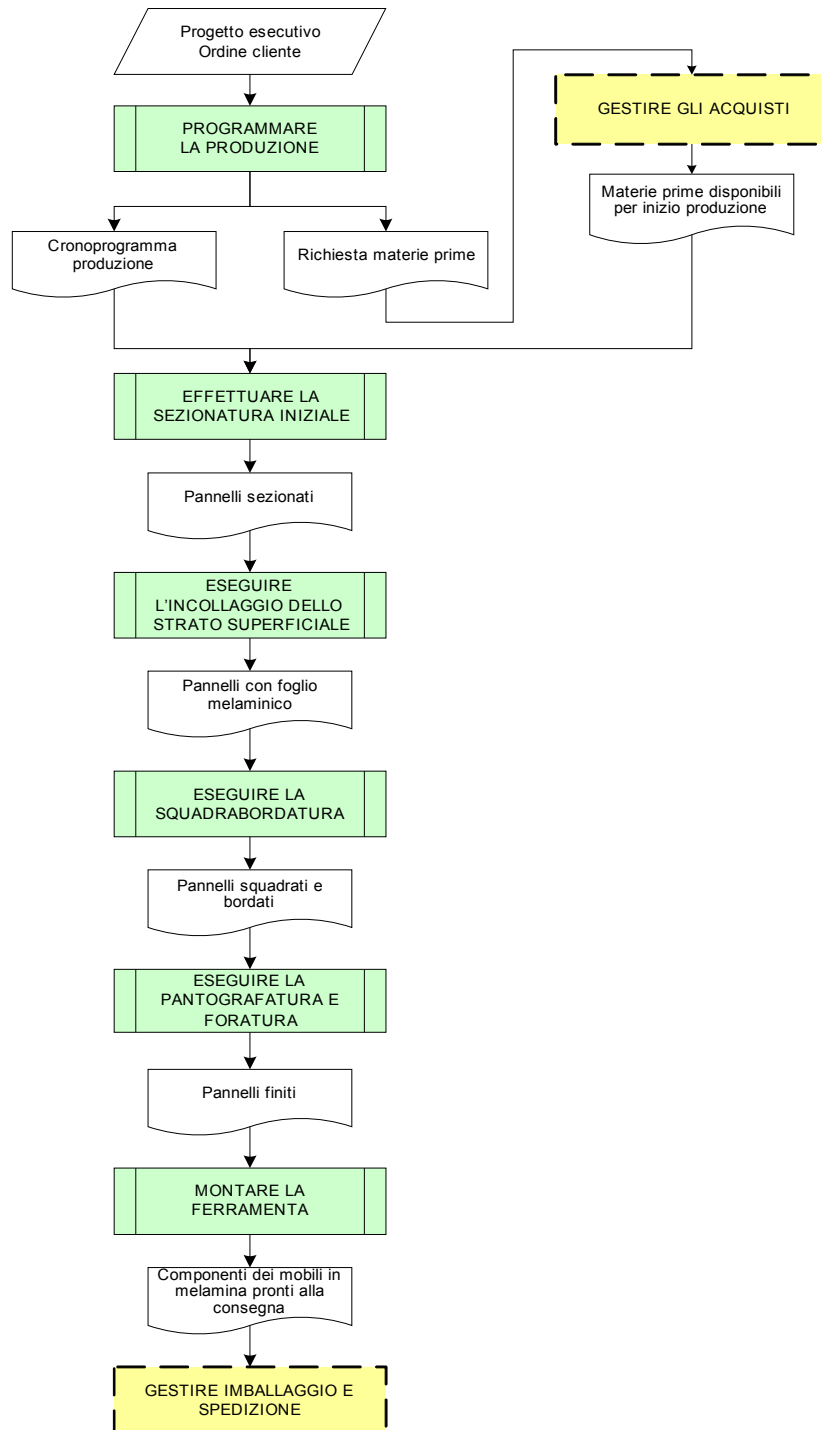 Progetto esecutivo
Ordine cliente
PROGRAMMARE
LA PRODUZIONE
GESTIRE GLI ACQUISTI
Materie prime disponibili
per inizio produzione
Cronoprogramma
produzione
Richiesta materie prime
EFFETTUARE LA
SEZIONATURA INIZIALE
Pannelli sezionati
ESEGUIRE
L'INCOLLAGGIO DELLO
STRATO SUPERFICIALE
Pannelli con foglio
melaminico
ESEGUIRE LA
SQUADRABORDATURA
Pannelli squadrati e
bordati
ESEGUIRE LA
PANTOGRAFATURA E
FORATURA
Pannelli finiti
MONTARE LA
FERRAMENTA
Componenti dei mobili in
melamina pronti alla
consegna
GESTIRE IMBALLAGGIO E
SPEDIZIONE